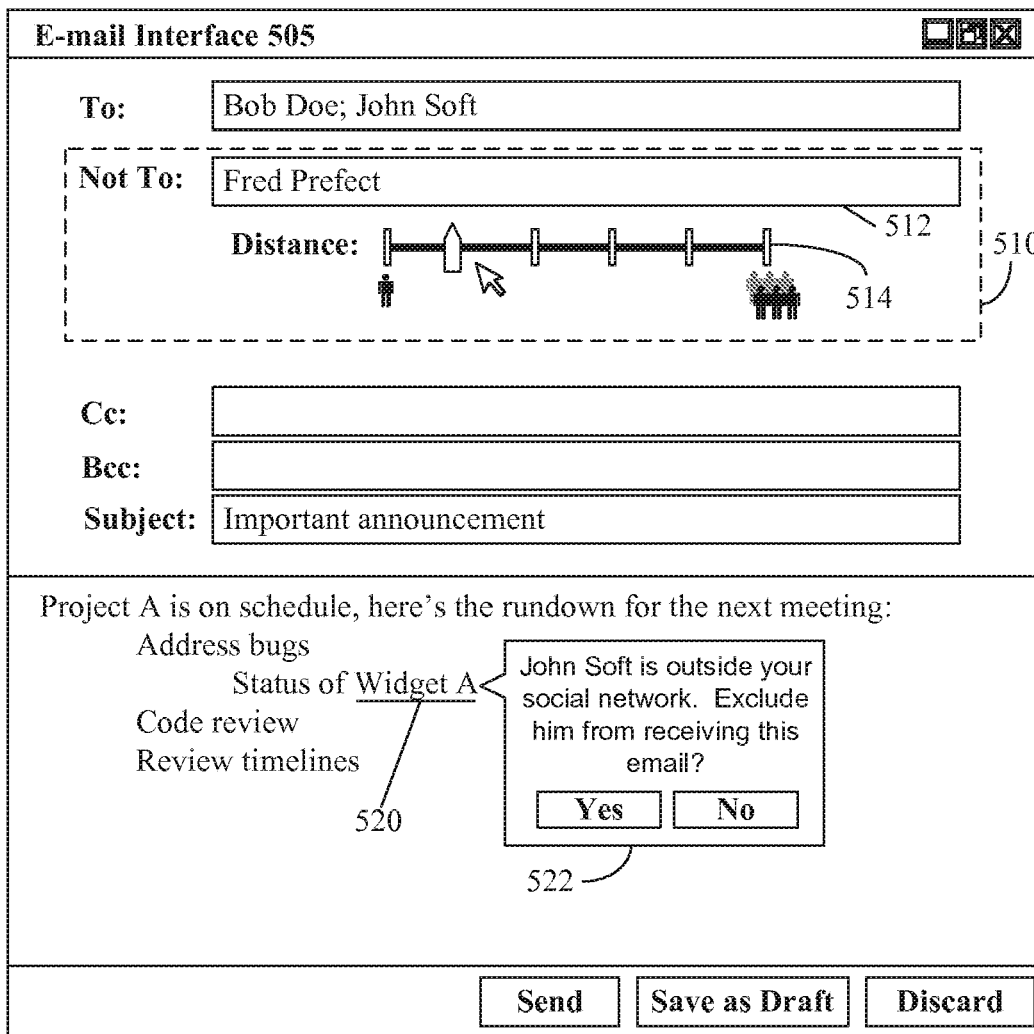 E-mail Interface 505
To: Bob Doe; John Soft
Not To: Fred Prefect
512
Distance:
510
514
Cc:
Bcc:
Subject: Important announcement
Project A is on schedule, here's the rundown for the next meeting:
Address bugs
Status of Widget A
Code review
Review timelines
520
John Soft is outside your
social network. Exclude
him from receiving this
email?
Yes No
522
Send Save as Draft Discard